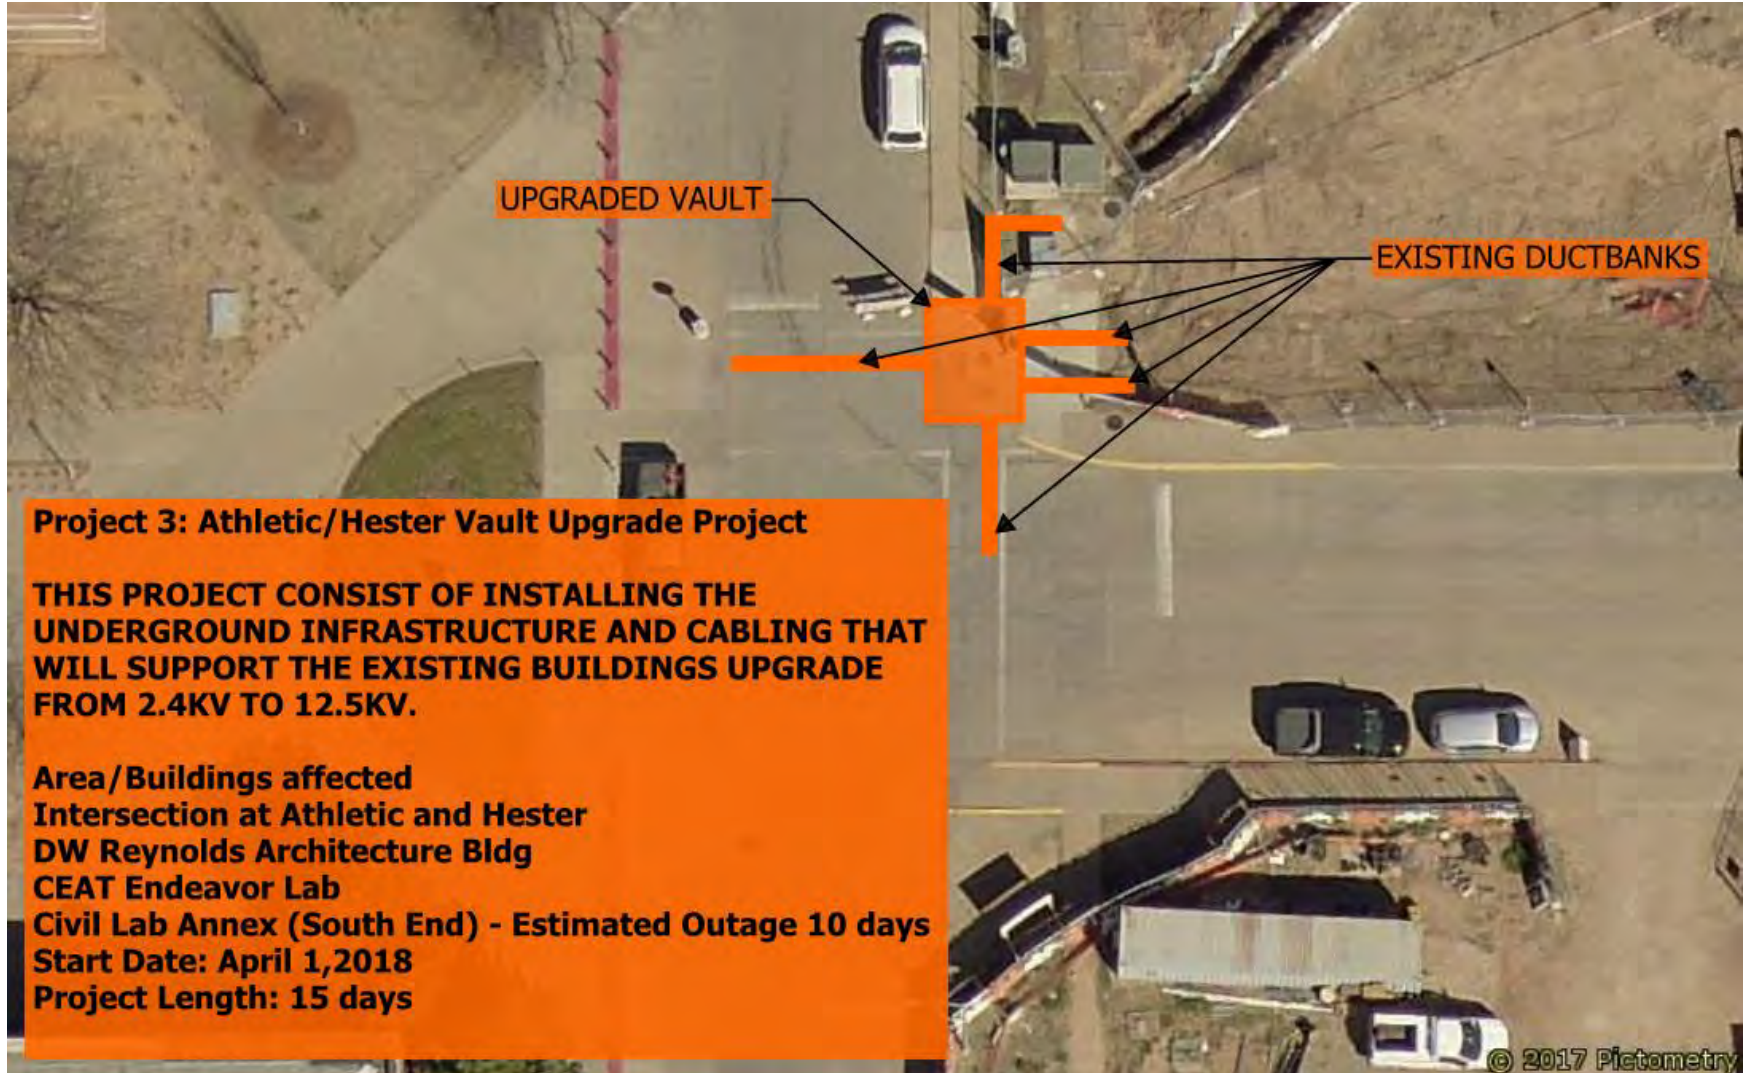 UPGRADED VAULT
EXISTING DUCTBANKS
Project 3: Athletic/Hester Vault Upgrade Project
THIS PROJECT CONSIST OF INSTALLING THE
UNDERGROUND INFRASTRUCTURE AND CABLING THAT
WILL SUPPORT THE EXISTING BUILDINGS UPGRADE
FROM 2.4KV TO 12.5KV.
Area/Buildings affected
Intersection at Athletic and Hester
DW Reynolds Architecture Bldg
CEAT Endeavor Lab
Civil Lab Annex (South End) - Estimated Outage 10 days
Start Date: April 1,2018
Project Length: 15 days
© 2017 Pictometry